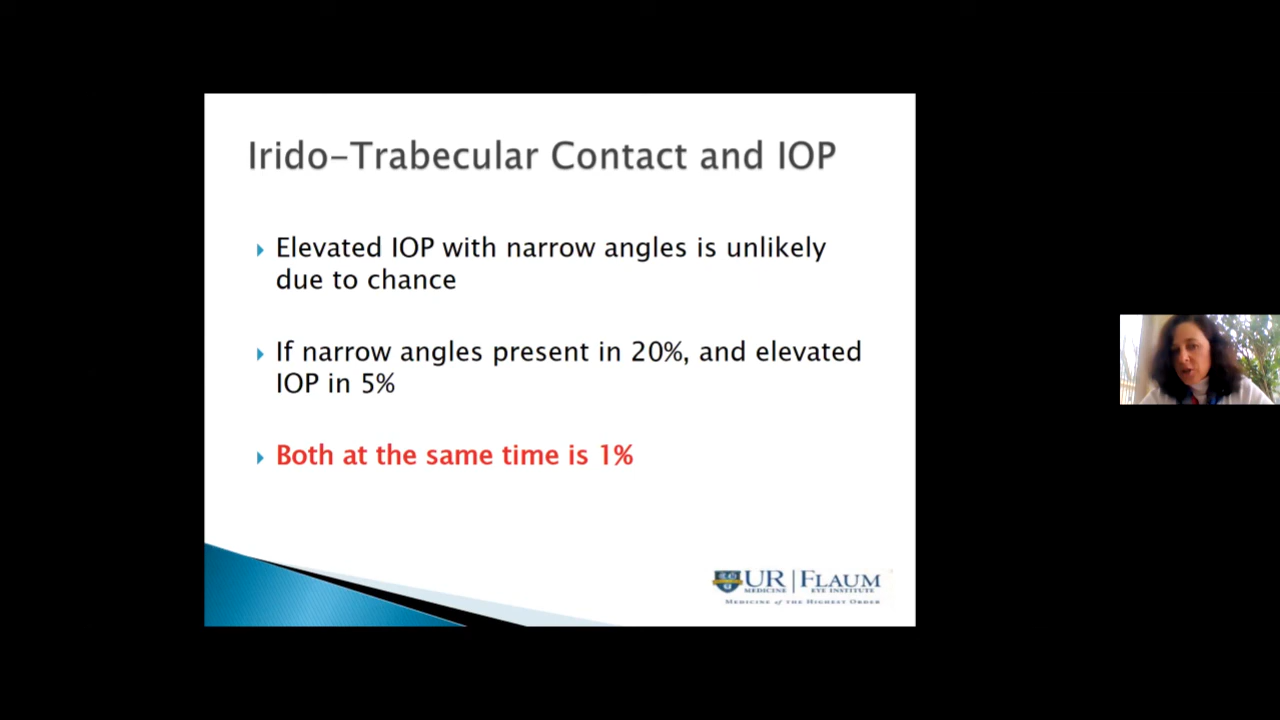 Irido-Trabecular Contact and IOP
Elevated IOP with narrow angles is unlikely
due to chance
If narrow angles present in 20%, and elevated
IOP in 5%
Both at the same time is 1%
UR MEDICINE | FLAUM EYE INSTITUTE
MEDICINE of THE HIGHEST ORDER